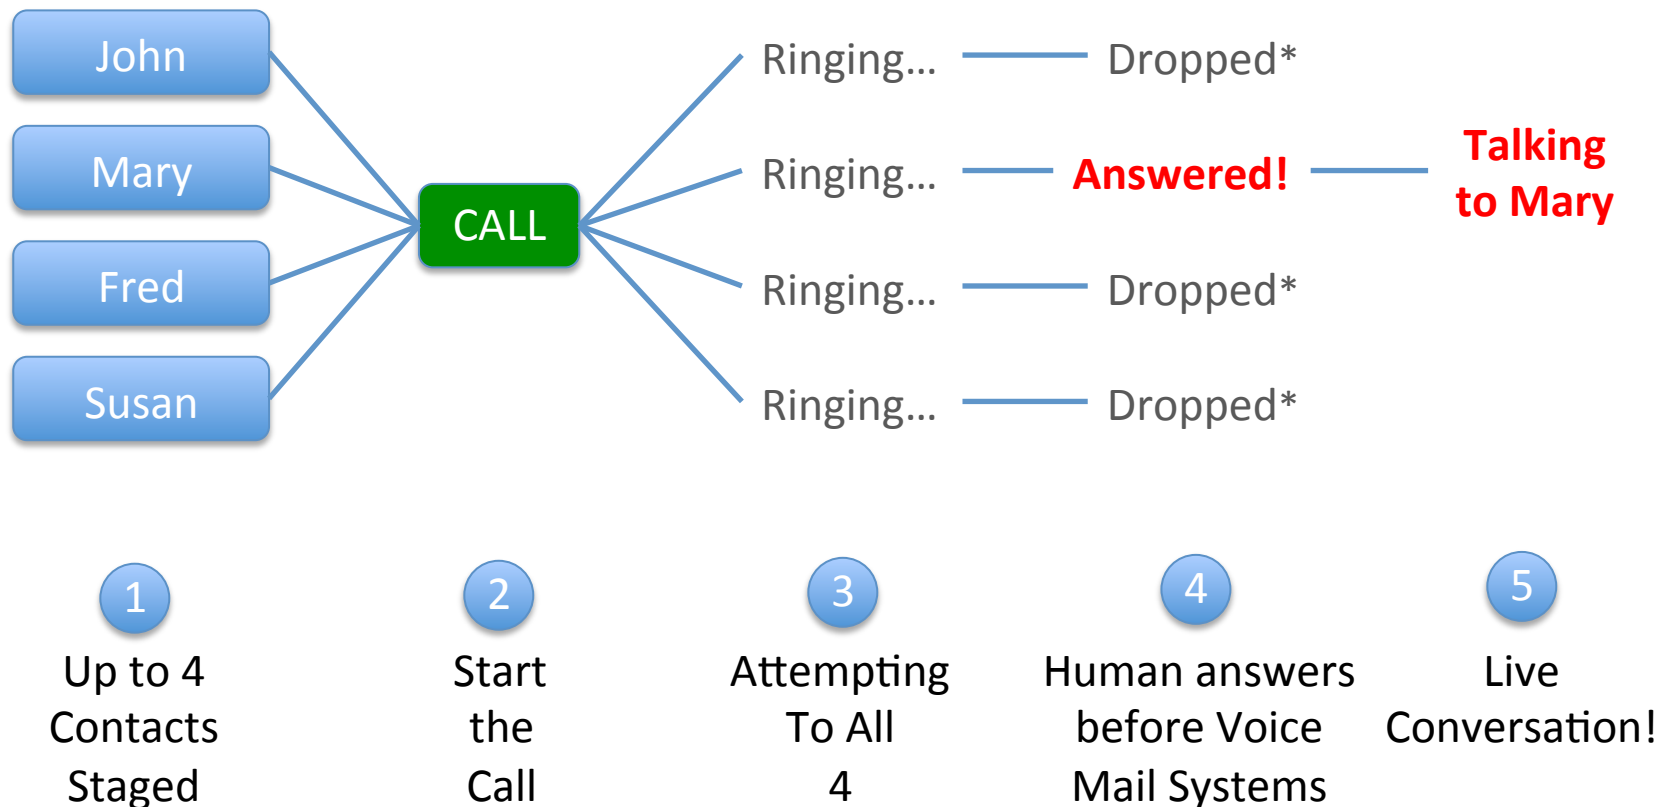 John
Ringing...
Dropped*
Mary
Ringing...
Answered!
Talking
to Mary
CALL
Fred
Ringing...
Dropped*
Susan
Ringing...
Dropped*
1
Up to 4
Contacts
Staged
2
Start
the
Call
3
Attempting
To All
4
4
Human answers
before Voice
Mail Systems
5
Live
Conversation!